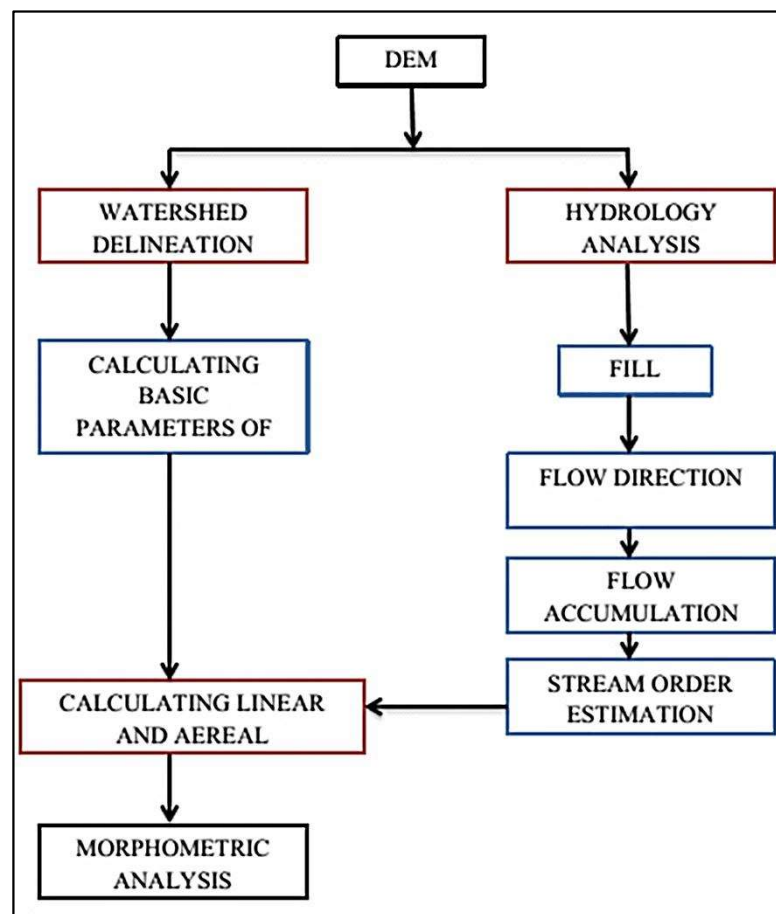 DEM
WATERSHED
DELINEATION
HYDROLOGY
ANALYSIS
CALCULATING
BASIC
PARAMETERS OF
FILL
FLOW DIRECTION
FLOW
ACCUMULATION
STREAM ORDER
ESTIMATION
CALCULATING LINEAR
AND AEREAL
MORPHOMETRIC
ANALYSIS